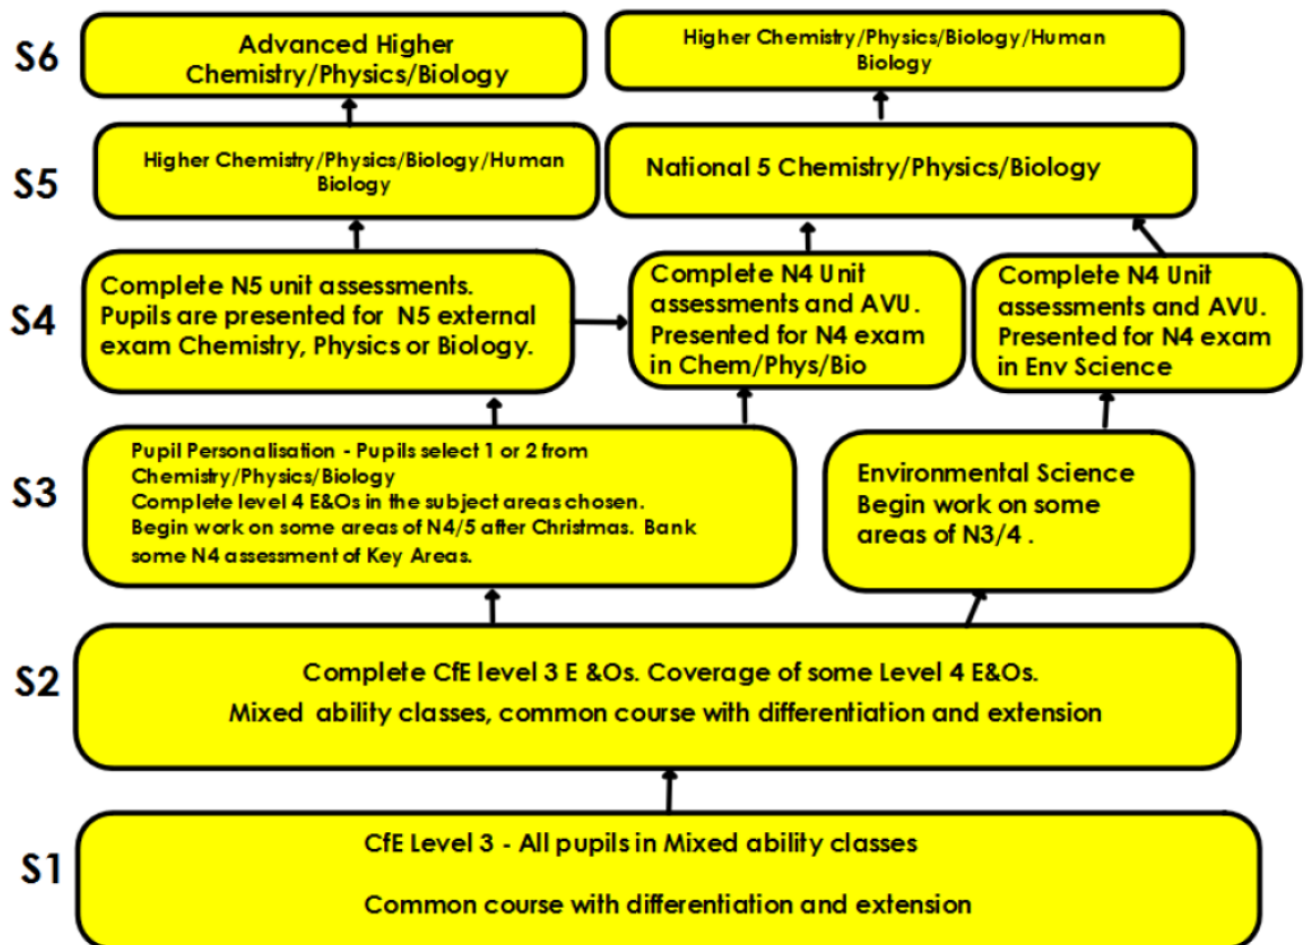 S6
Advanced Higher
Chemistry/Physics/Biology
Higher Chemistry/Physics/Biology/Human
Biology
S5
Higher Chemistry/Physics/Biology/Human
Biology
National 5 Chemistry/Physics/Biology
S4
Complete N5 unit assessments.
Pupils are presented for N5 external
exam Chemistry, Physics or Biology.
Complete N4 Unit
assessments and AVU.
Presented for N4 exam
in Chem/Phys/Bio
Complete N4 Unit
assessments and AVU.
Presented for N4 exam
in Env Science
S3
Pupil Personalisation - Pupils select 1 or 2 from
Chemistry/Physics/Biology
Complete level 4 E&Os in the subject areas chosen.
Begin work on some areas of N4/5 after Christmas. Bank
some N4 assessment of Key Areas.
Environmental Science
Begin work on some
areas of N3/4 .
S2
Complete CfE level 3 E &Os. Coverage of some Level 4 E&Os.
Mixed ability classes, common course with differentiation and extension
S1
CfE Level 3 - All pupils in Mixed ability classes
Common course with differentiation and extension